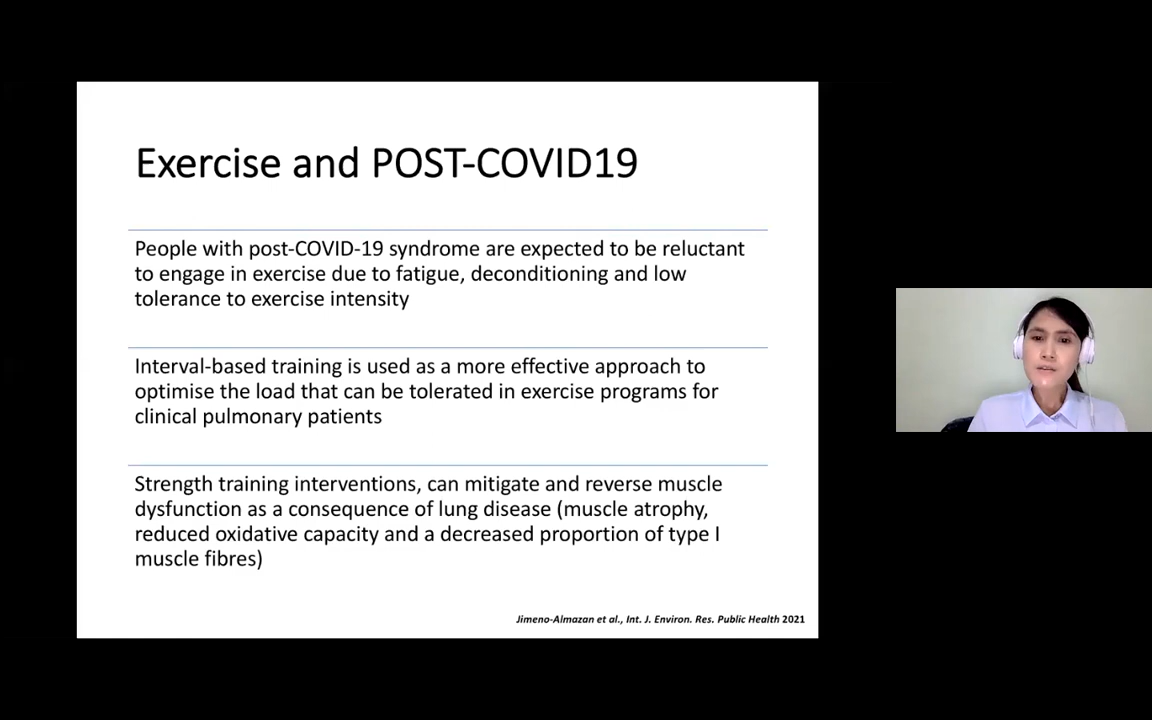 Exercise and POST-COVID19
People with post-COVID-19 syndrome are expected to be reluctant
to engage in exercise due to fatigue, deconditioning and low
tolerance to exercise intensity
Interval-based training is used as a more effective approach to
optimise the load that can be tolerated in exercise programs for
clinical pulmonary patients
Strength training interventions, can mitigate and reverse muscle
dysfunction as a consequence of lung disease (muscle atrophy,
reduced oxidative capacity and a decreased proportion of type I
muscle fibres)
Jimeno-Almazan et al., Int. J. Environ. Res. Public Health 2021